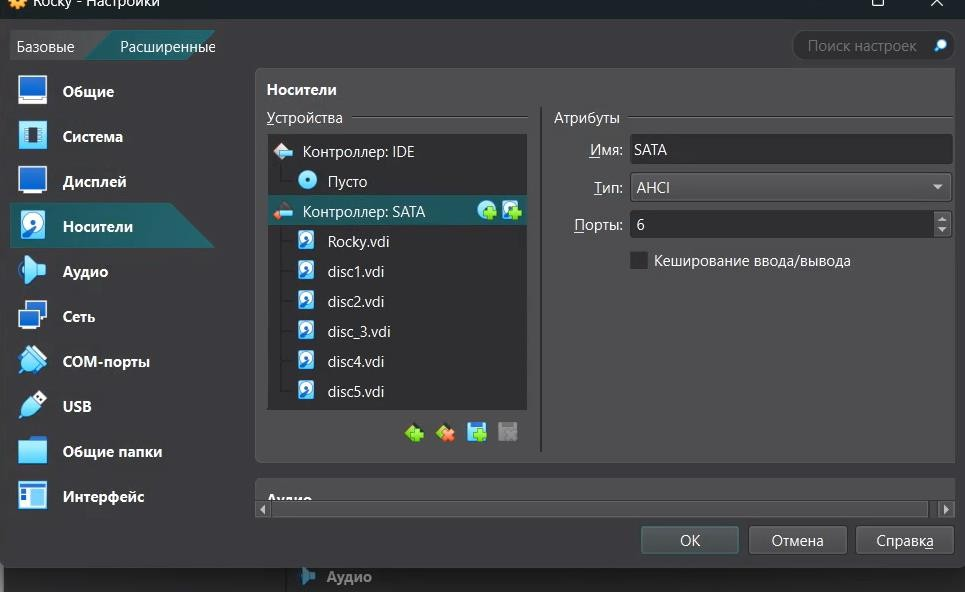 Rocky - Настройки
Базовые
Расширенные
Поиск настроек
Общие
Система
Дисплей
Носители
Аудио
Сеть
COM-порты
USB
Общие папки
Интерфейс
Носители
Устройства
Контроллер: IDE
Пусто
Контроллер: SATA
Rocky.vdi
disc1.vdi
disc2.vdi
disc_3.vdi
disc4.vdi
disc5.vdi
Атрибуты
Имя: SATA
Тип: AHCI
Порты: 6
Кеширование ввода/вывода
Аудио
OK
Отмена
Справка
Аудио